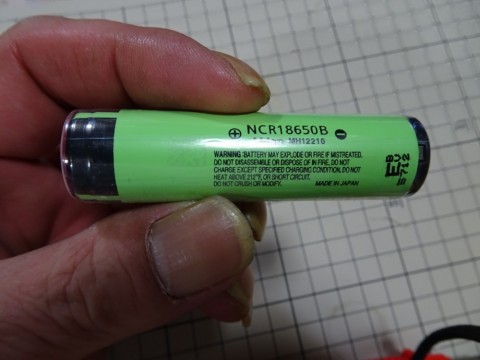 ⊕ NCR18650B ⊖
MH12210
WARNING: BATTERY MAY EXPLODE OR FIRE IF MISTREATED.
DO NOT DISASSEMBLE OR DISPOSE OF IN FIRE. DO NOT
CHARGE EXCEPT SPECIFIED CHARGING CONDITION. DO NOT
HEAT ABOVE 212°F, OR SHORT CIRCUIT.
DO NOT CRUSH OR MODIFY. MADE IN JAPAN